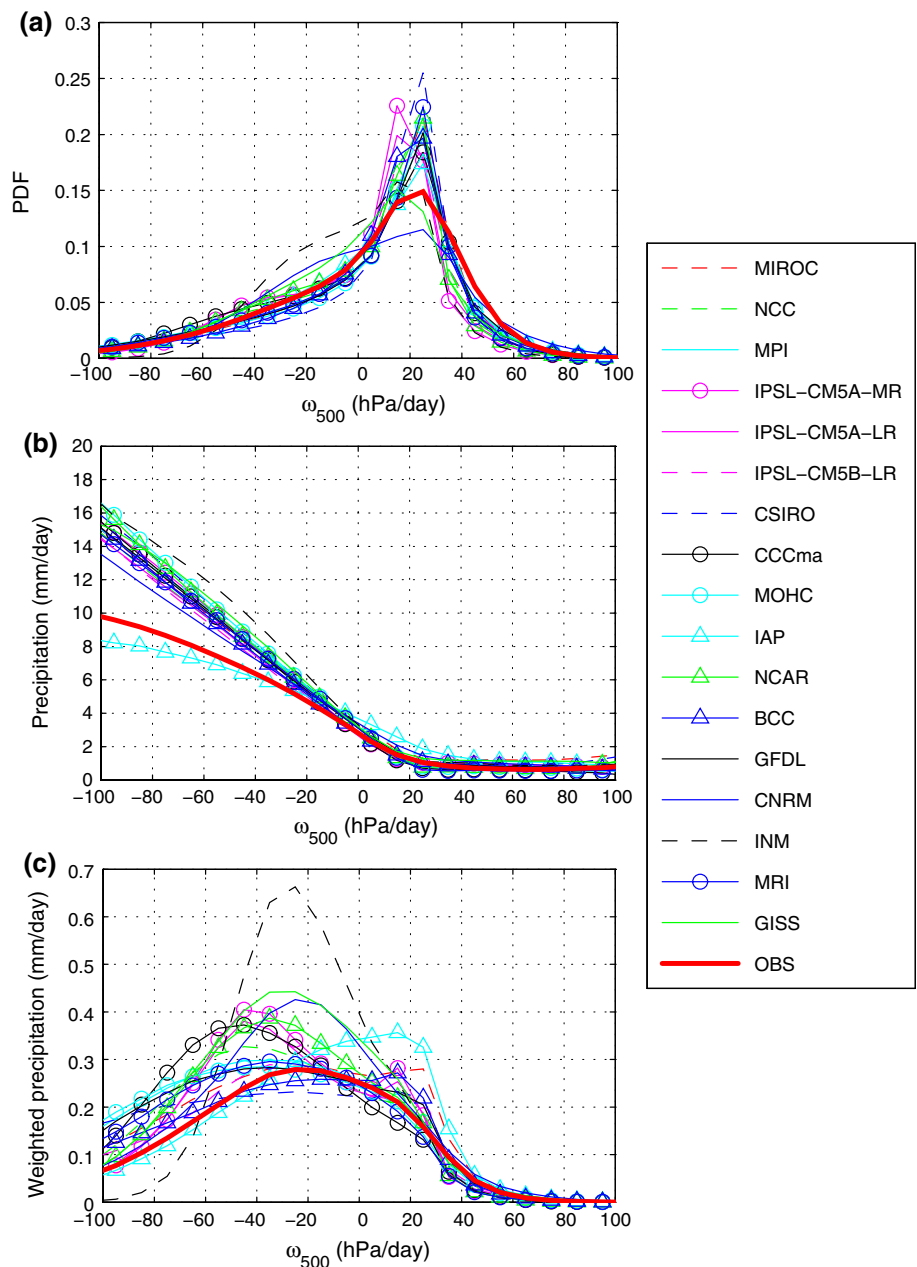 (a)
0.3
0.25
0.2
0.15
0.1
0.05
0
PDF
−100 −80 −60 −40 −20 0 20 40 60 80 100
ω500 (hPa/day)
(b)
20
18
16
14
12
10
8
6
4
2
0
Precipitation (mm/day)
−100 −80 −60 −40 −20 0 20 40 60 80 100
ω500 (hPa/day)
(c)
0.7
0.6
0.5
0.4
0.3
0.2
0.1
0
Weighted precipitation (mm/day)
−100 −80 −60 −40 −20 0 20 40 60 80 100
ω500 (hPa/day)
MIROC
NCC
MPI
IPSL−CM5A−MR
IPSL−CM5A−LR
IPSL−CM5B−LR
CSIRO
CCCma
MOHC
IAP
NCAR
BCC
GFDL
CNRM
INM
MRI
GISS
OBS